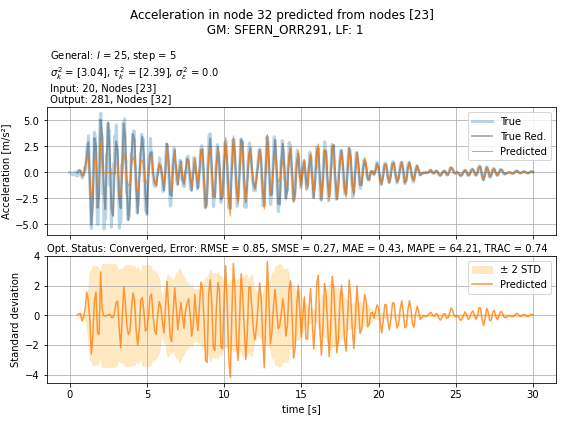 Acceleration in node 32 predicted from nodes [23]
GM: SFERN_ORR291, LF: 1
General: l = 25, step = 5
σ²ₖ = [3.04], τ²ₖ = [2.39], σ²_ε = 0.0
Input: 20, Nodes [23]
Output: 281, Nodes [32]
Acceleration [m/s²]
5.0
2.5
0.0
−2.5
−5.0
True
True Red.
Predicted
Opt. Status: Converged, Error: RMSE = 0.85, SMSE = 0.27, MAE = 0.43, MAPE = 64.21, TRAC = 0.74
Standard deviation
4
2
0
−2
−4
± 2 STD
Predicted
0 5 10 15 20 25 30
time [s]